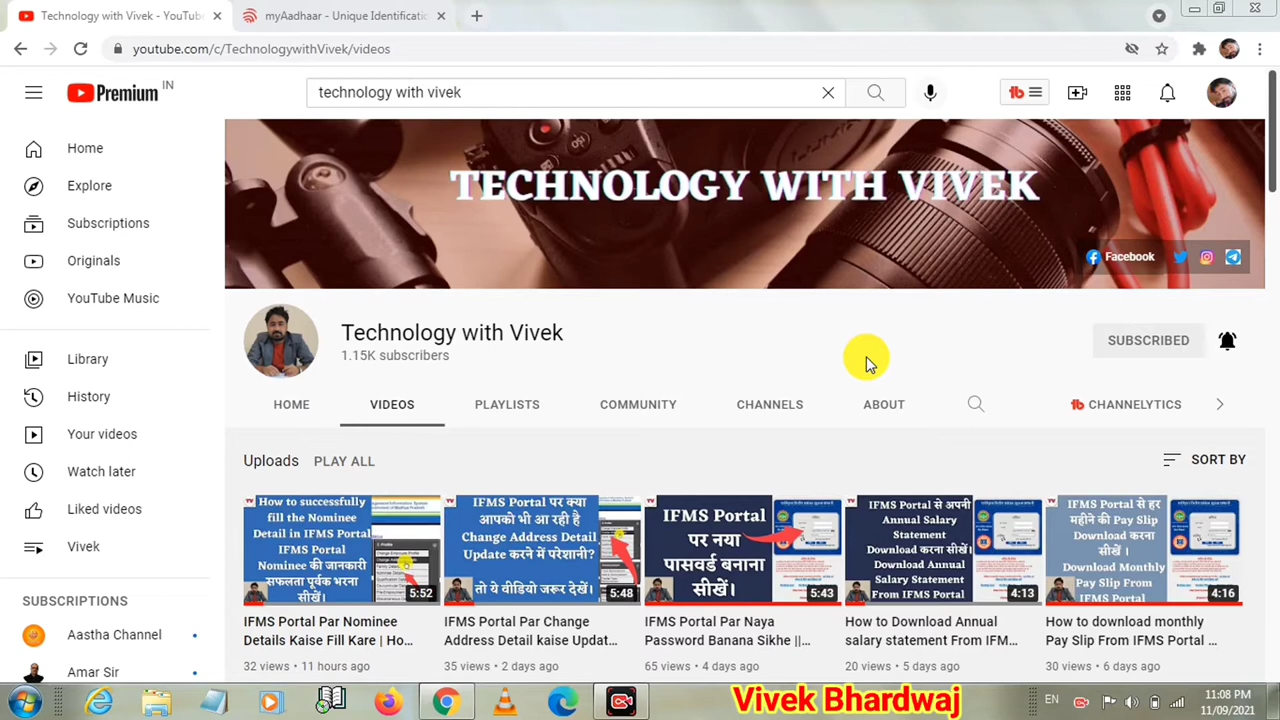 Technology with Vivek - YouTube
myAadhaar - Unique Identificatio
youtube.com/c/TechnologywithVivek/videos
Premium IN
technology with vivek
Home
Explore
Subscriptions
Originals
YouTube Music
Library
History
Your videos
Watch later
Liked videos
Vivek
SUBSCRIPTIONS
Aastha Channel
Amar Sir
TECHNOLOGY WITH VIVEK
Facebook
Technology with Vivek
1.15K subscribers
SUBSCRIBED
HOME VIDEOS PLAYLISTS COMMUNITY CHANNELS ABOUT CHANNELYTICS
Uploads PLAY ALL SORT BY
How to successfully
fill the Nominee
Detail in IFMS Portal
IFMS Portal
Nominee की जानकारी
सफलता पूर्वक भरना
सीखें।
5:52
IFMS Portal पर क्या
आपको भी आ रही है
Change Address Detail
Update करने में परेशानी?
तो ये वीडियो जरूर देखें।
5:48
IFMS Portal
पर नया
पासवर्ड बनाना
सीखें।
5:43
IFMS Portal से अपनी
Annual Salary
Statement
Download करना सीखें।
Download Annual
Salary Statement
From IFMS Portal
4:13
IFMS Portal से हर
महीने की Pay Slip
Download करना
सीखें।
Download Monthly
Pay Slip From
IFMS Portal
4:16
IFMS Portal Par Nominee
Details Kaise Fill Kare | Ho...
32 views • 11 hours ago
IFMS Portal Par Change
Address Detail kaise Updat...
35 views • 2 days ago
IFMS Portal Par Naya
Password Banana Sikhe ||...
65 views • 4 days ago
How to Download Annual
salary statement From IFM...
20 views • 5 days ago
How to download monthly
Pay Slip From IFMS Portal ...
30 views • 6 days ago
Vivek Bhardwaj
EN
11:08 PM
11/09/2021